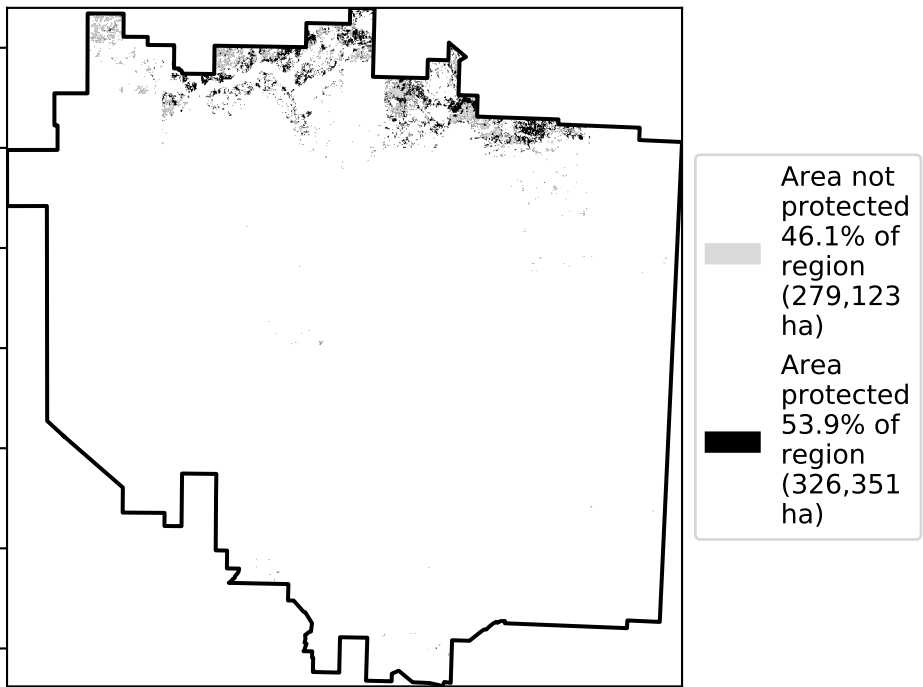 Area not
protected
46.1% of
region
(279,123
ha)
Area
protected
53.9% of
region
(326,351
ha)